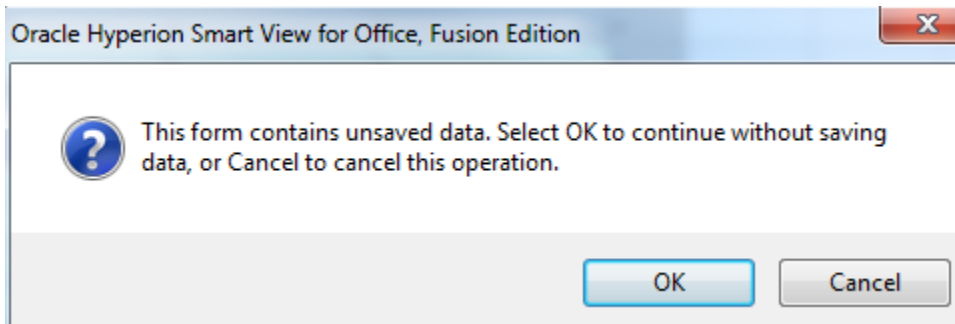 Oracle Hyperion Smart View for Office, Fusion Edition
This form contains unsaved data. Select OK to continue without saving
data, or Cancel to cancel this operation.
OK
Cancel